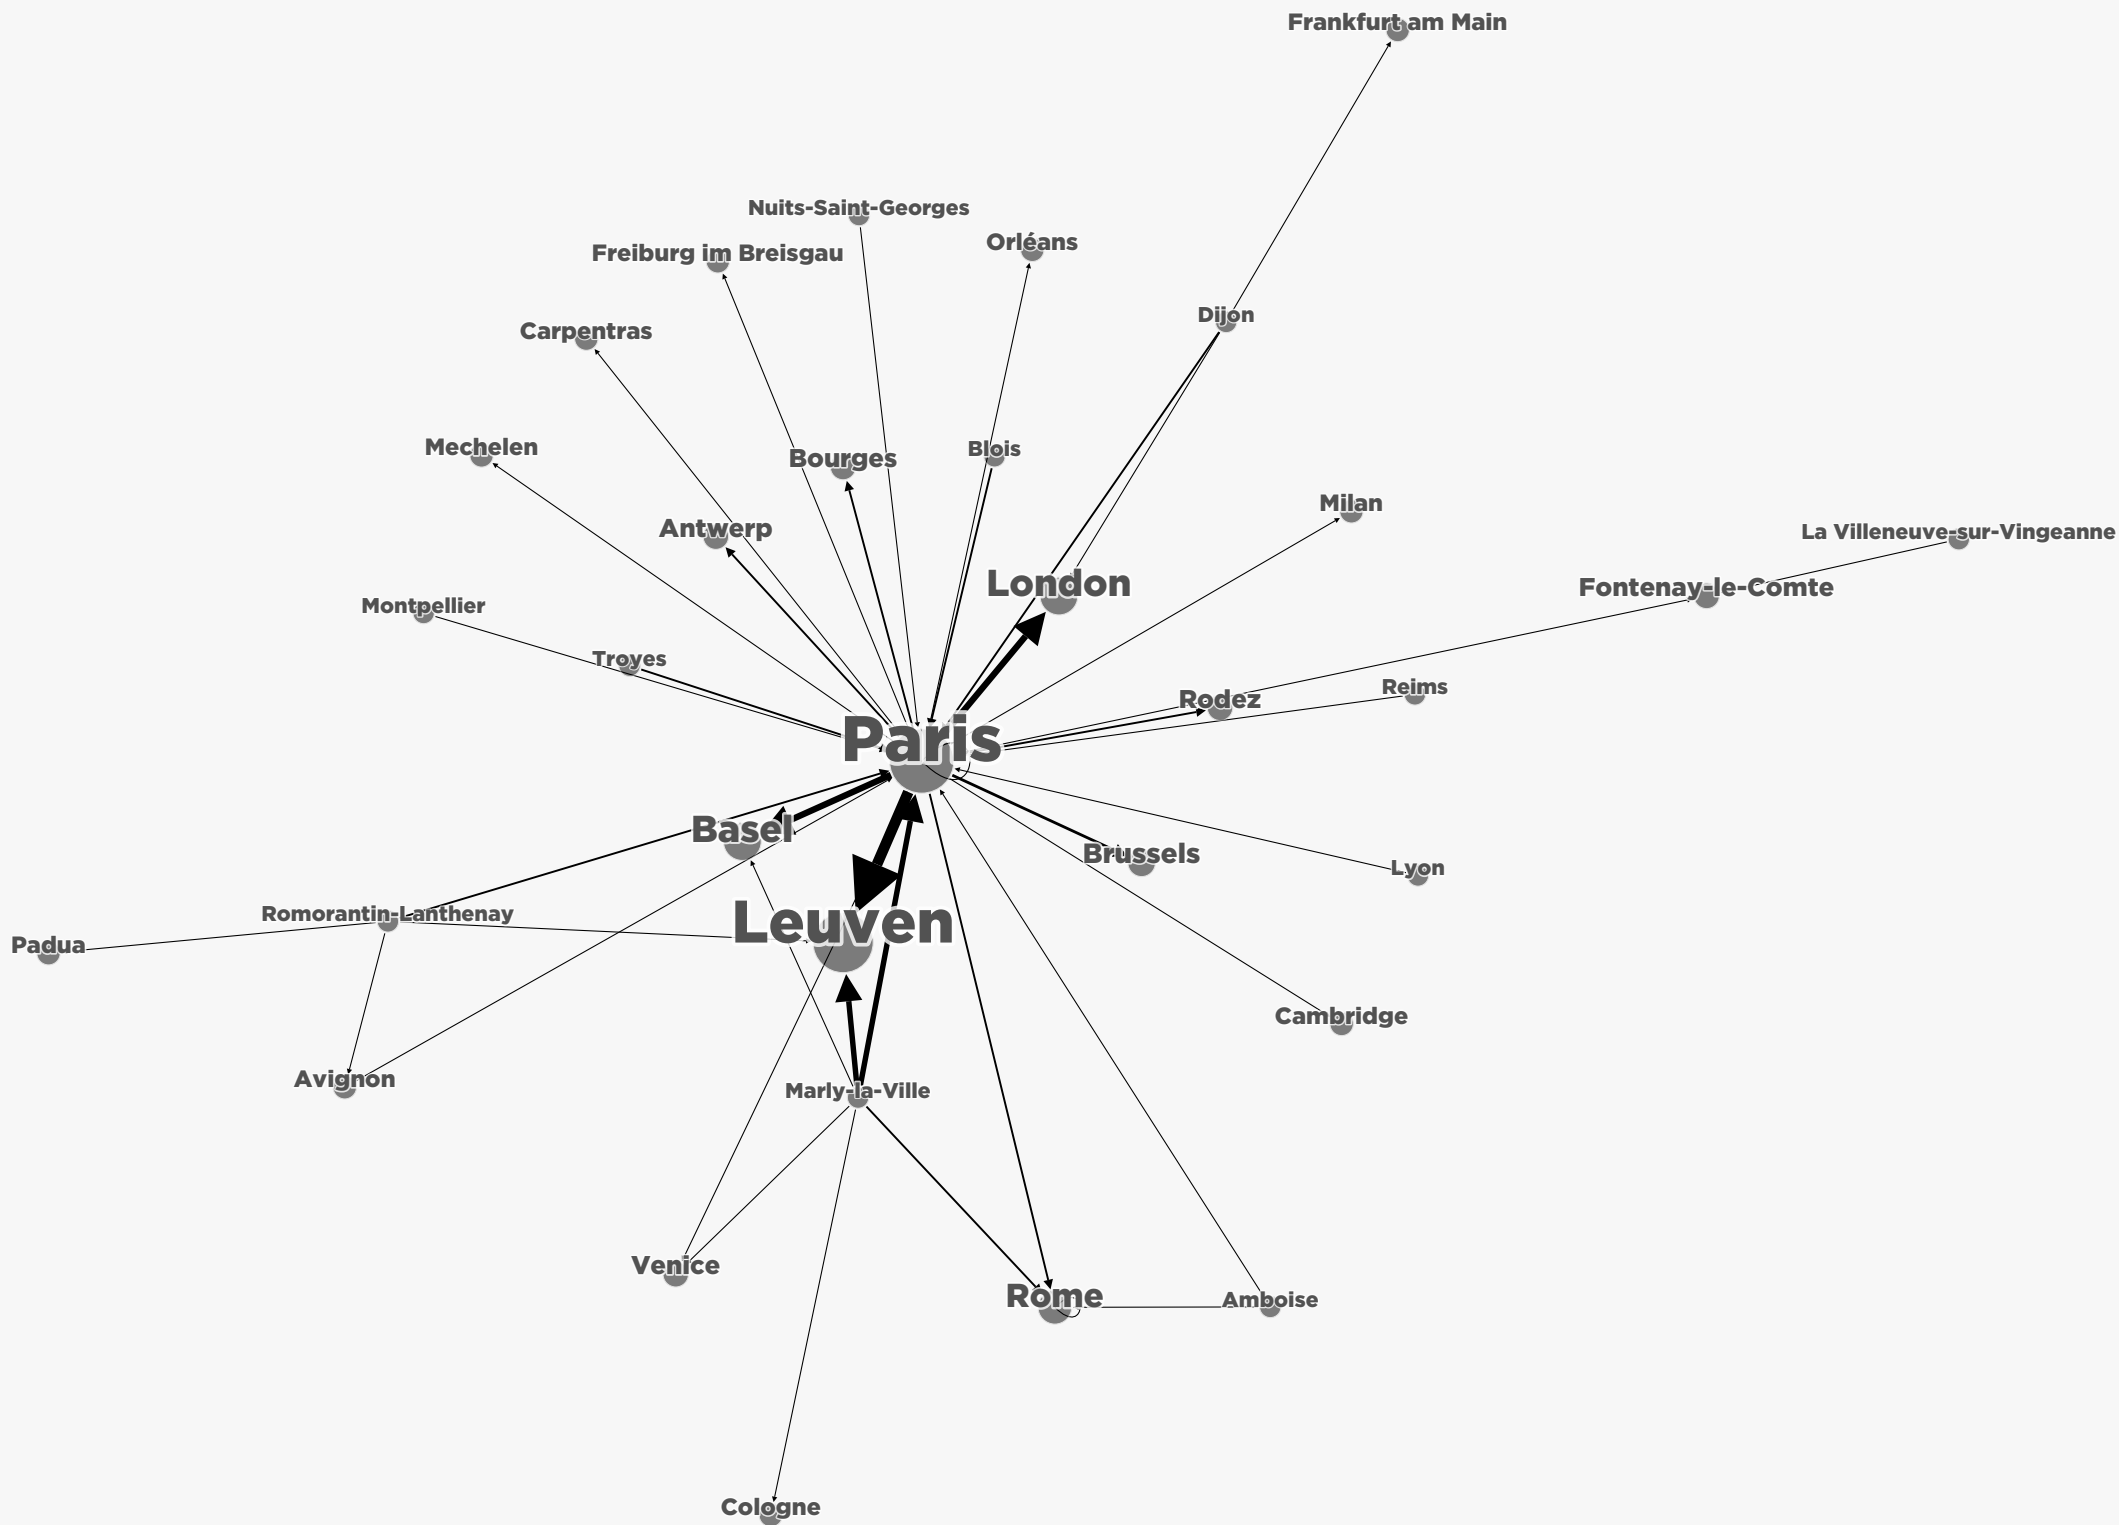 Frankfurt am Main
Nuits-Saint-Georges
Orléans
Freiburg im Breisgau
Dijon
Carpentras
Mechelen
Blois
Bourges
Milan
Antwerp
La Villeneuve-sur-Vingeanne
London
Fontenay-le-Comte
Montpellier
Troyes
Reims
Rodez
Paris
Basel
Brussels
Lyon
Romorantin-Lanthenay
Leuven
Padua
Cambridge
Avignon
Marly-la-Ville
Venice
Rome
Amboise
Cologne